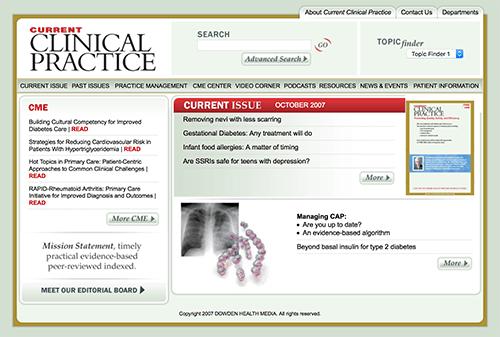 About Current Clinical Practice
Contact Us
Departments
CURRENT
CLINICAL
PRACTICE
SEARCH
GO
Advanced Search
TOPICfinder
Topic Finder 1
CURRENT ISSUE PAST ISSUES PRACTICE MANAGEMENT CME CENTER VIDEO CORNER PODCASTS RESOURCES NEWS & EVENTS PATIENT INFORMATION
CME
Building Cultural Competency for Improved
Diabetes Care | READ
Strategies for Reducing Cardiovascular Risk in
Patients With Hypertriglyceridemia | READ
Hot Topics in Primary Care: Patient-Centric
Approaches to Common Clinical Challenges |
READ
RAPID-Rheumatoid Arthritis: Primary Care
Initiative for Improved Diagnosis and Outcomes |
READ
More CME
Mission Statement, timely
practical evidence-based
peer-reviewed indexed.
MEET OUR EDITORIAL BOARD
CURRENT ISSUE OCTOBER 2007
Removing nevi with less scarring
Gestational Diabetes: Any treatment will do
Infant food allergies: A matter of timing
Are SSRIs safe for teens with depression?
More
CLINICAL
PRACTICE
Managing CAP:
• Are you up to date?
• An evidence-based algorithm
Beyond basal insulin for type 2 diabetes
More
Copyright 2007 DOWDEN HEALTH MEDIA. All rights reserved.